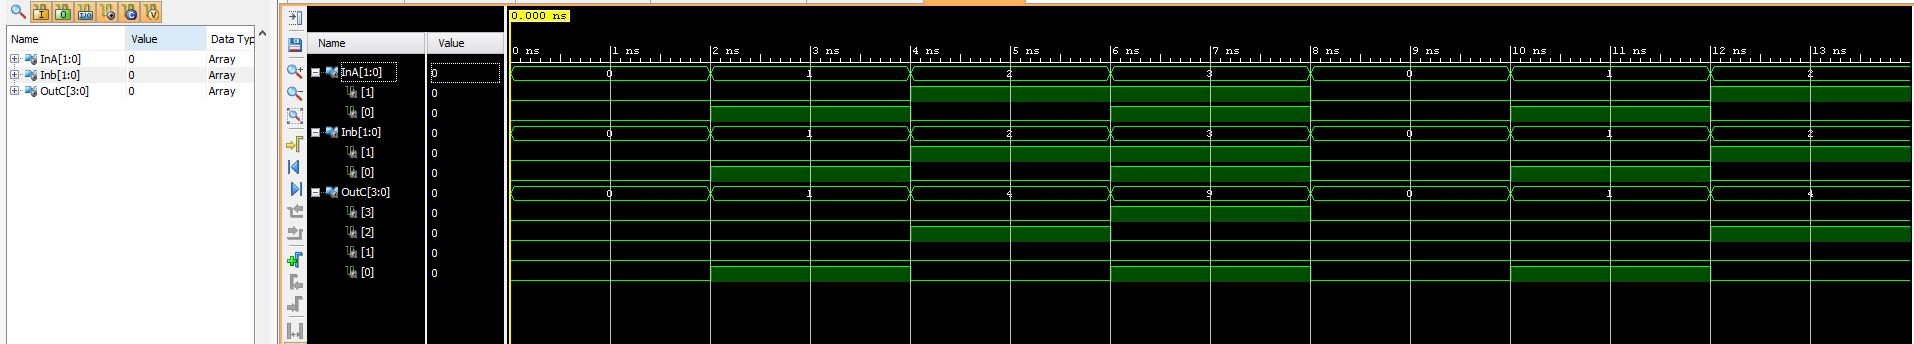 I O I/O C V
Name Value Data Typ
InA[1:0] 0 Array
Inb[1:0] 0 Array
OutC[3:0] 0 Array
Name Value
0.000 ns
0 ns 1 ns 2 ns 3 ns 4 ns 5 ns 6 ns 7 ns 8 ns 9 ns 10 ns 11 ns 12 ns 13 ns
InA[1:0] 0 0 1 2 3 0 1 2
[1] 0
[0] 0
Inb[1:0] 0 0 1 2 3 0 1 2
[1] 0
[0] 0
OutC[3:0] 0 0 1 4 9 0 1 4
[3] 0
[2] 0
[1] 0
[0] 0